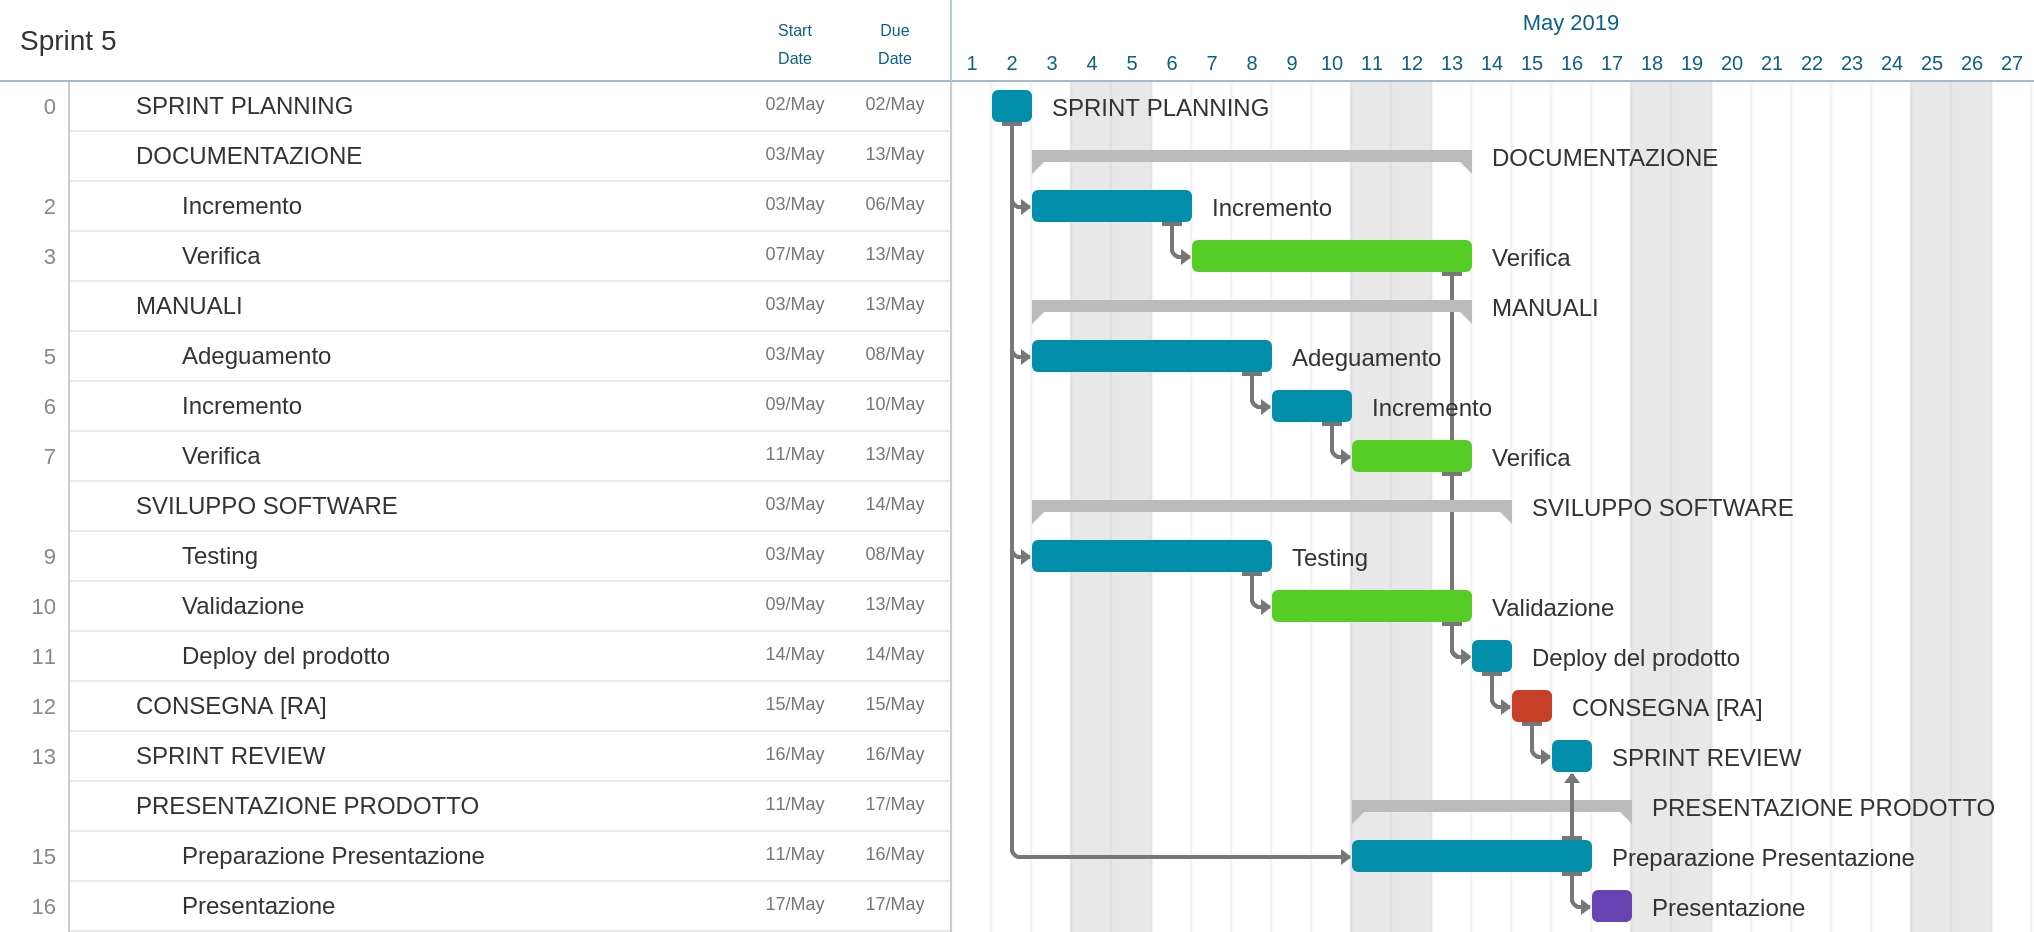 Sprint 5
Start Date
Due Date
May 2019
1 2 3 4 5 6 7 8 9 10 11 12 13 14 15 16 17 18 19 20 21 22 23 24 25 26 27
0 SPRINT PLANNING 02/May 02/May SPRINT PLANNING
DOCUMENTAZIONE 03/May 13/May DOCUMENTAZIONE
2 Incremento 03/May 06/May Incremento
3 Verifica 07/May 13/May Verifica
MANUALI 03/May 13/May MANUALI
5 Adeguamento 03/May 08/May Adeguamento
6 Incremento 09/May 10/May Incremento
7 Verifica 11/May 13/May Verifica
SVILUPPO SOFTWARE 03/May 14/May SVILUPPO SOFTWARE
9 Testing 03/May 08/May Testing
10 Validazione 09/May 13/May Validazione
11 Deploy del prodotto 14/May 14/May Deploy del prodotto
12 CONSEGNA [RA] 15/May 15/May CONSEGNA [RA]
13 SPRINT REVIEW 16/May 16/May SPRINT REVIEW
PRESENTAZIONE PRODOTTO 11/May 17/May PRESENTAZIONE PRODOTTO
15 Preparazione Presentazione 11/May 16/May Preparazione Presentazione
16 Presentazione 17/May 17/May Presentazione